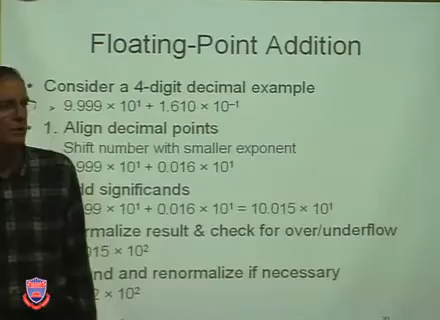 Floating-Point Addition
• Consider a 4-digit decimal example
➢ 9.999 × 10¹ + 1.610 × 10⁻¹
1. Align decimal points
Shift number with smaller exponent
.999 × 10¹ + 0.016 × 10¹
dd significands
99 × 10¹ + 0.016 × 10¹ = 10.015 × 10¹
rmalize result & check for over/underflow
015 × 10²
nd and renormalize if necessary
2 × 10²